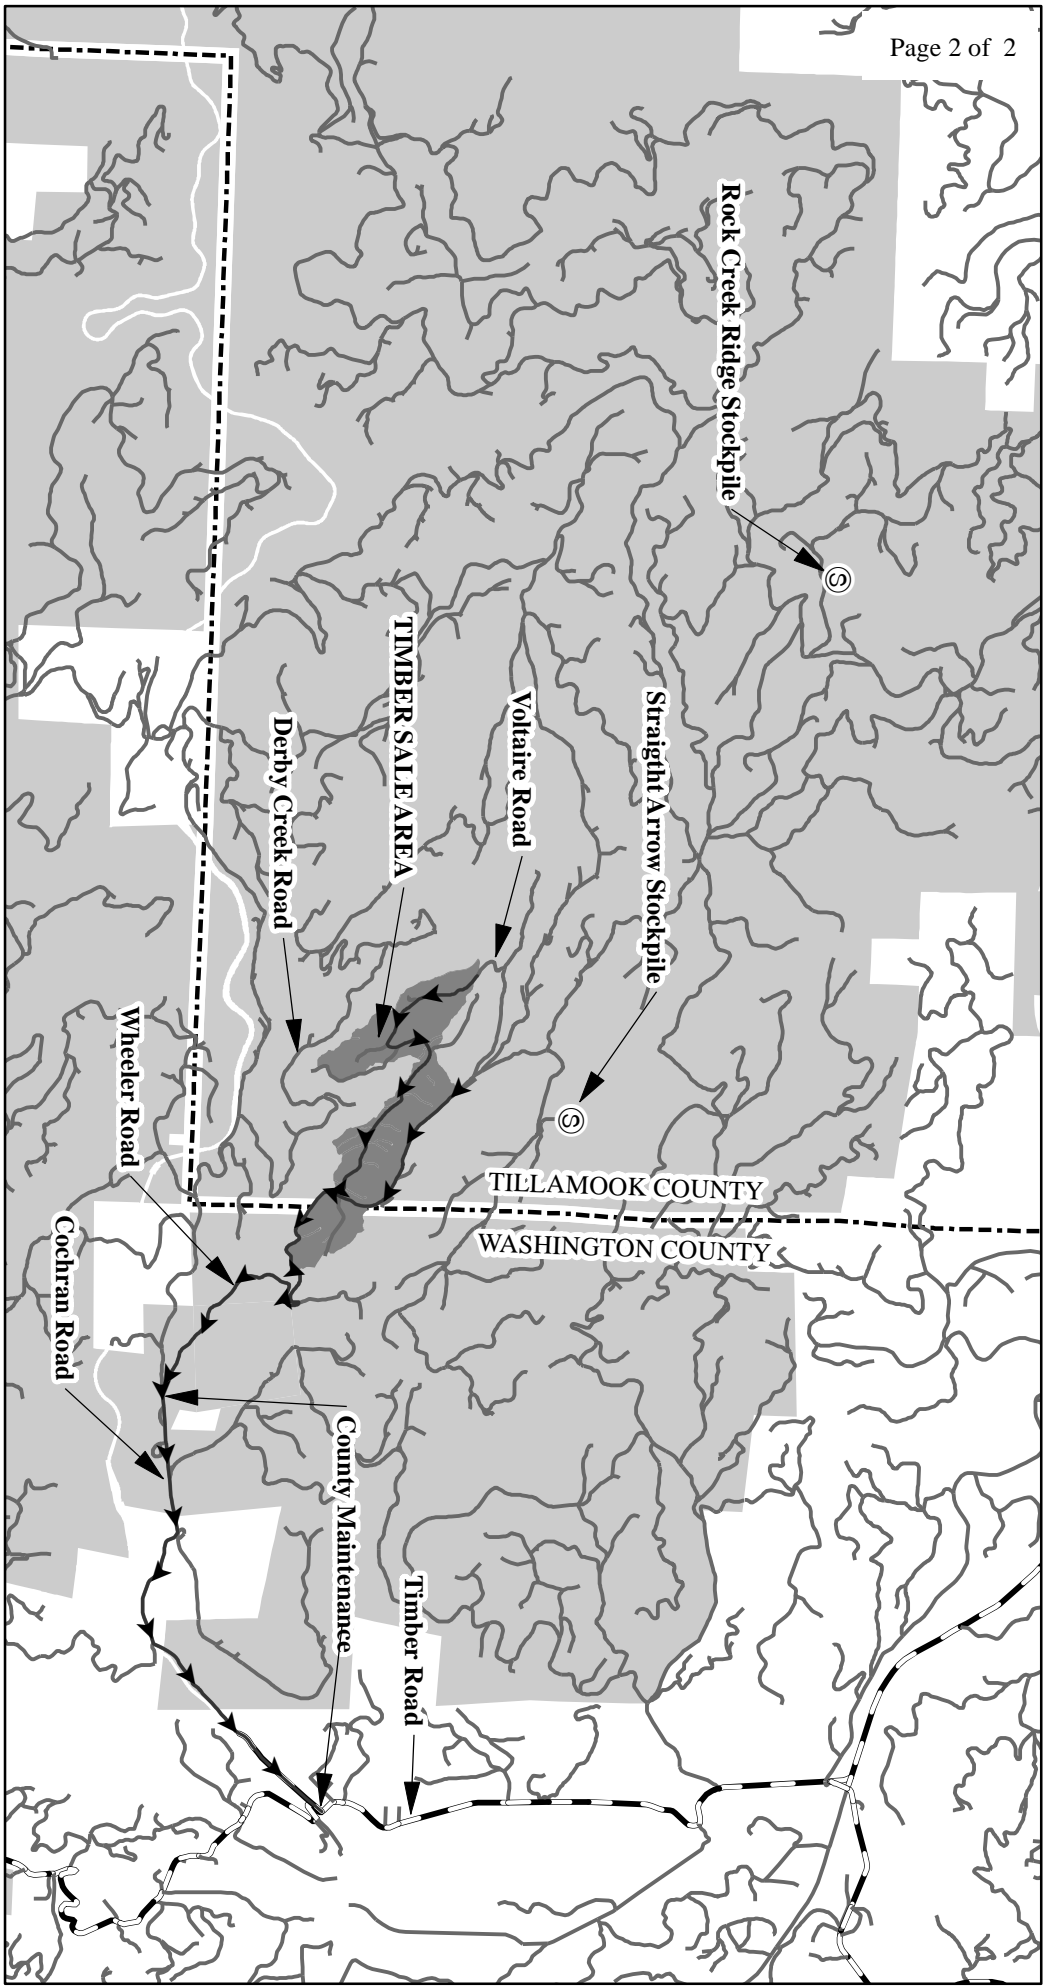 Page 2 of 2
Rock Creek Ridge Stockpile
Straigtht Arrow Stockpile
Voltaire Road
TIMBER SALE AREA
Derby Creek Road
Wheeler Road
Cochran Road
TILLAMOOK COUNTY
WASHINGTON COUNTY
County Maintenance
Timber Road
S
S